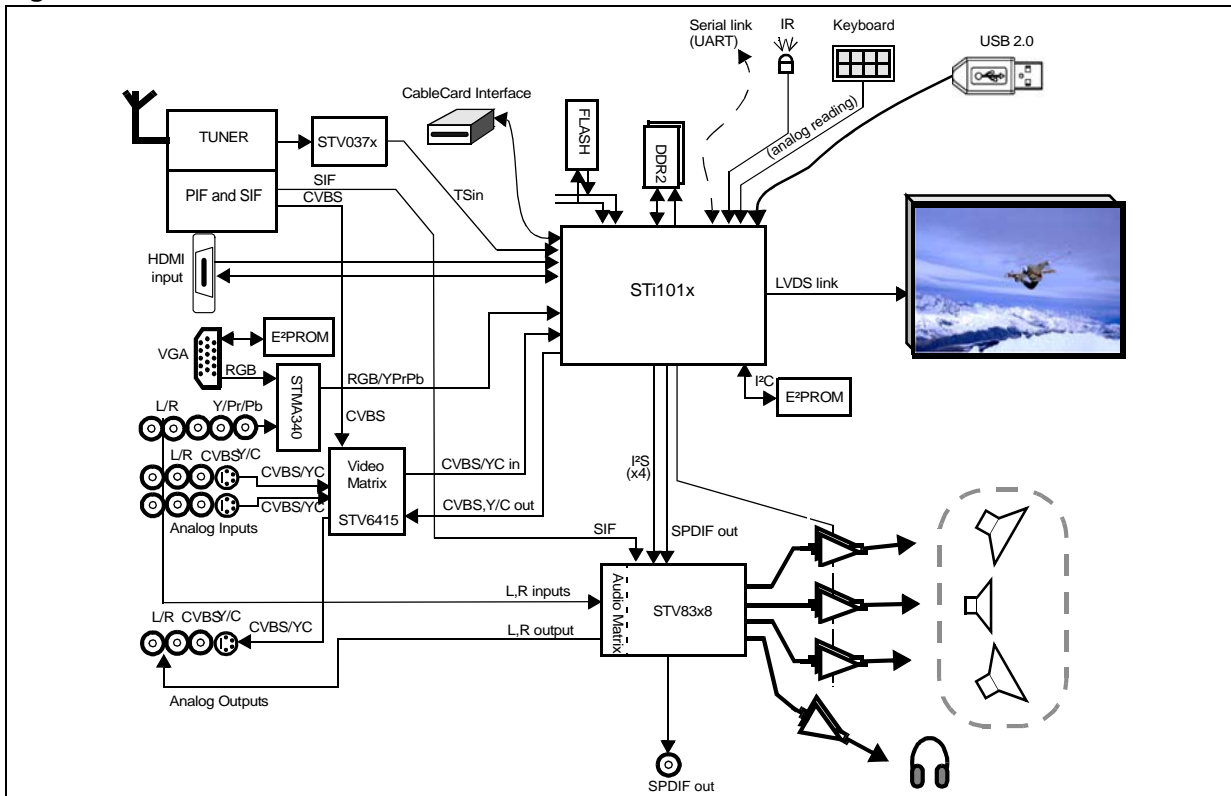 Serial link
(UART)
IR
Keyboard
USB 2.0
CableCard Interface
FLASH
DDR2
(analog reading)
TUNER
STV037x
PIF and SIF
SIF
CVBS
TSin
HDMI
input
STi101x
LVDS link
E²PROM
VGA
RGB
STMA340
RGB/YPrPb
I²C
E²PROM
L/R
Y/Pr/Pb
CVBS
L/R
CVBS
Y/C
CVBS/YC
Video
Matrix
CVBS/YC in
I²S
(x4)
CVBS/YC
STV6415
CVBS,Y/C out
Analog Inputs
SIF
SPDIF out
Audio Matrix
STV83x8
L,R inputs
L/R
CVBS
Y/C
CVBS/YC
L,R output
Analog Outputs
SPDIF out